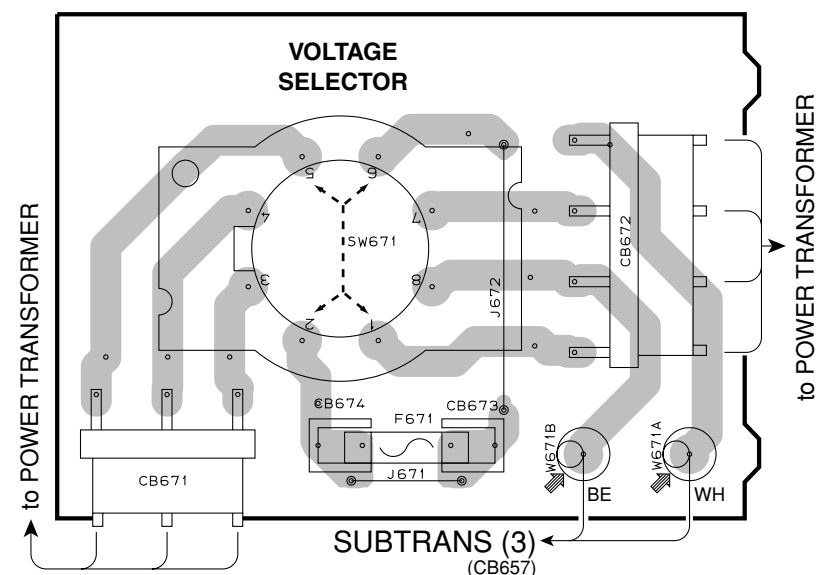 VOLTAGE
SELECTOR
5
6
4
7
SW671
3
8
2
1
J672
CB672
CB674
F671
CB673
J671
CB671
W671B
W671A
BE
WH
to POWER TRANSFORMER
to POWER TRANSFORMER
SUBTRANS (3)
(CB657)